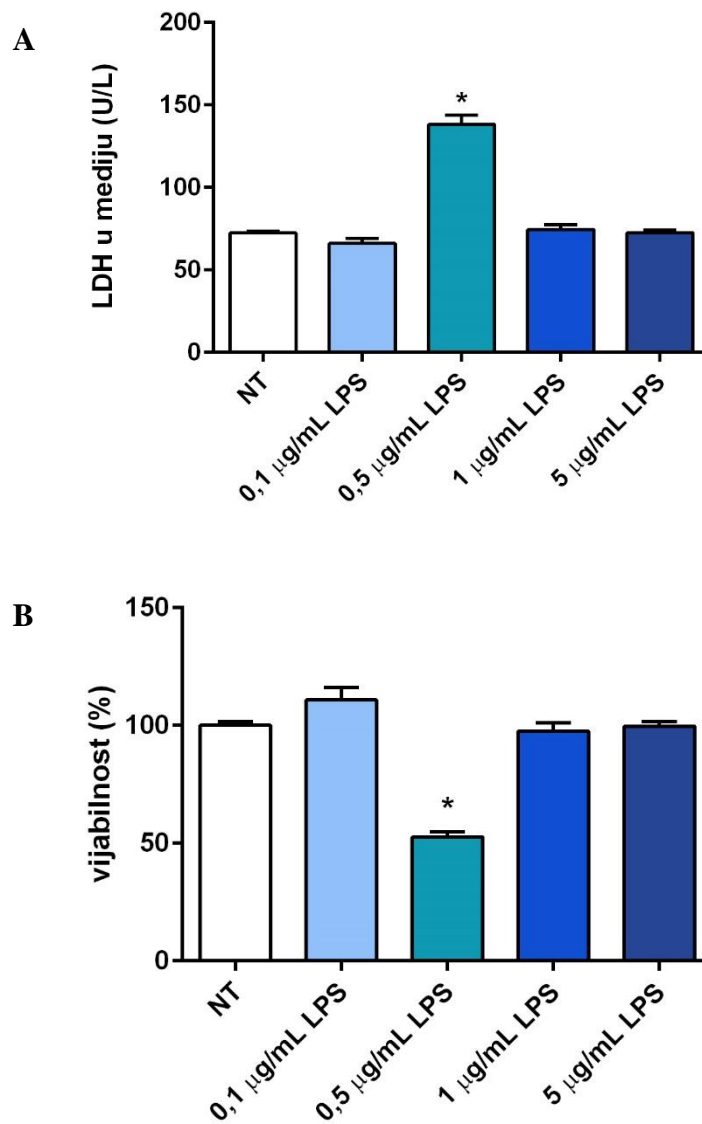 A
LDH u mediju (U/L)
200
150
100
50
0
*
NT
0,1 μg/mL LPS
0,5 μg/mL LPS
1 μg/mL LPS
5 μg/mL LPS
B
vijabilnost (%)
150
100
50
0
*
NT
0,1 μg/mL LPS
0,5 μg/mL LPS
1 μg/mL LPS
5 μg/mL LPS